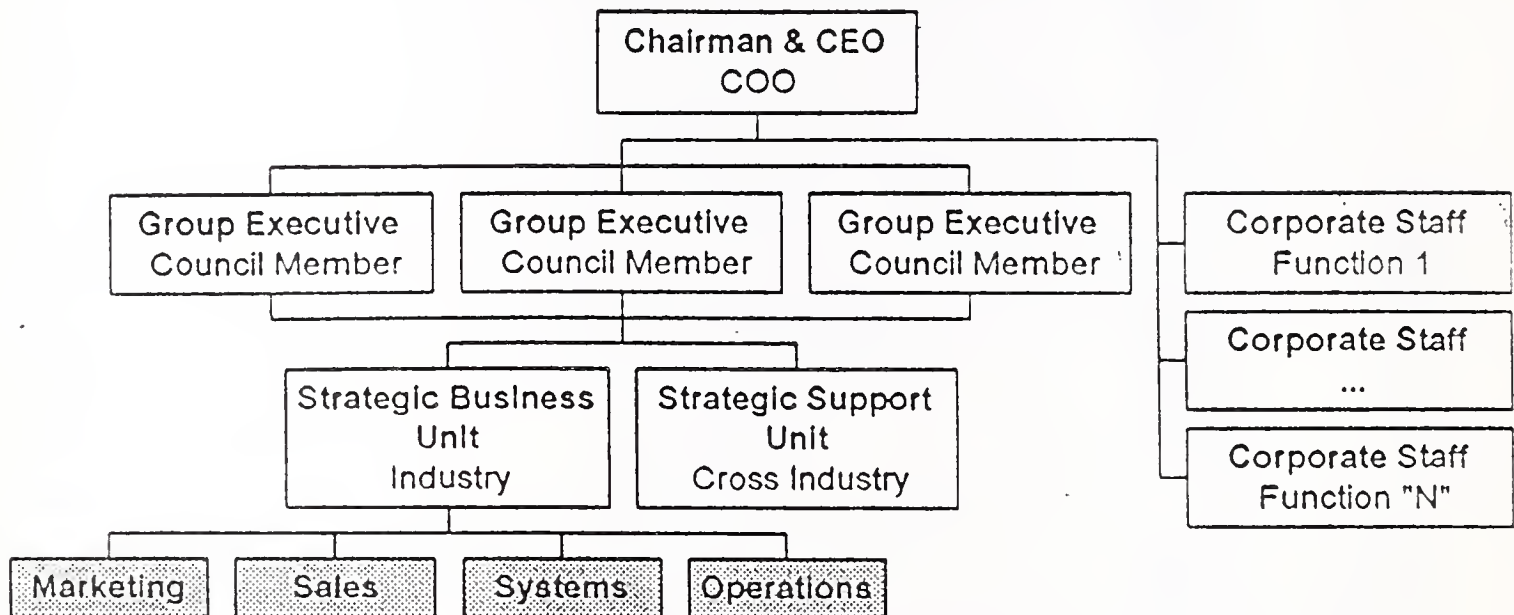 Chairman & CEO
COO
Group Executive
Council Member
Group Executive
Council Member
Group Executive
Council Member
Corporate Staff
Function 1
Corporate Staff
...
Corporate Staff
Function "N"
Strategic Business
Unit
Industry
Strategic Support
Unit
Cross Industry
Marketing
Sales
Systems
Operations